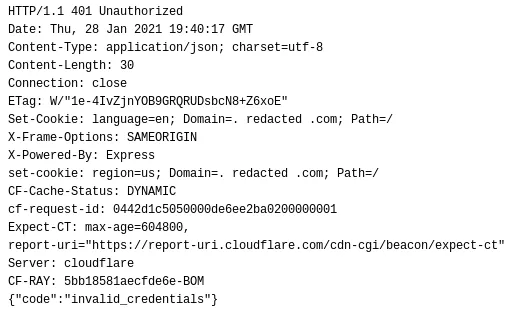 HTTP/1.1 401 Unauthorized
Date: Thu, 28 Jan 2021 19:40:17 GMT
Content-Type: application/json; charset=utf-8
Content-Length: 30
Connection: close
ETag: W/"1e-4IvZjnYOB9GRQRUDsbcN8+Z6xoE"
Set-Cookie: language=en; Domain=. redacted .com; Path=/
X-Frame-Options: SAMEORIGIN
X-Powered-By: Express
set-cookie: region=us; Domain=. redacted .com; Path=/
CF-Cache-Status: DYNAMIC
cf-request-id: 0442d1c5050000de6ee2ba0200000001
Expect-CT: max-age=604800,
report-uri="https://report-uri.cloudflare.com/cdn-cgi/beacon/expect-ct"
Server: cloudflare
CF-RAY: 5bb18581aecfde6e-BOM
{"code":"invalid_credentials"}